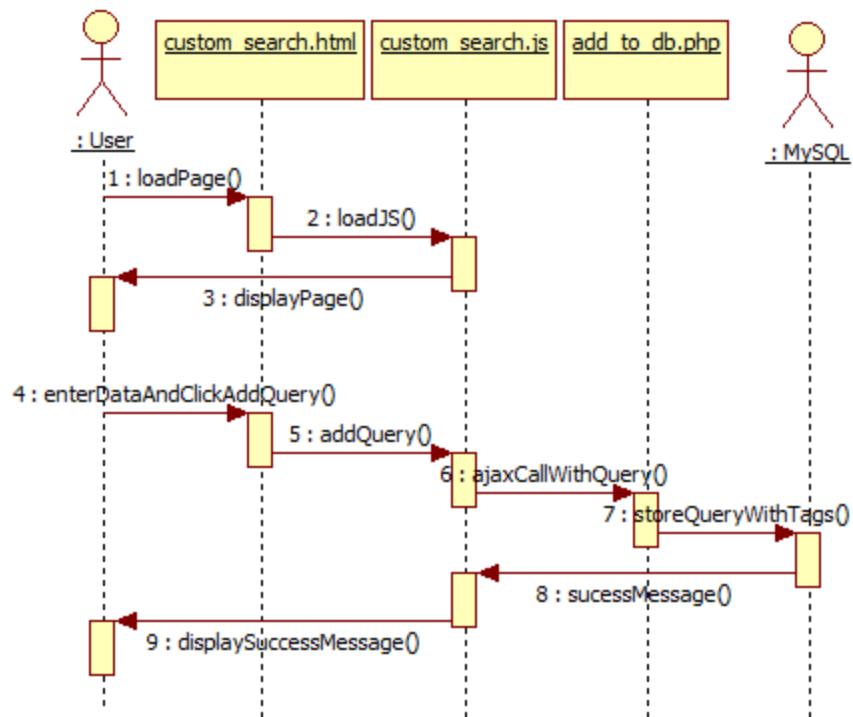 custom_search.html
custom_search.js
add_to_db.php
: User
: MySQL
1 : loadPage()
2 : loadJS()
3 : displayPage()
4 : enterDataAndClickAddQuery()
5 : addQuery()
6 : ajaxCallWithQuery()
7 : storeQueryWithTags()
8 : sucessMessage()
9 : displaySuccessMessage()